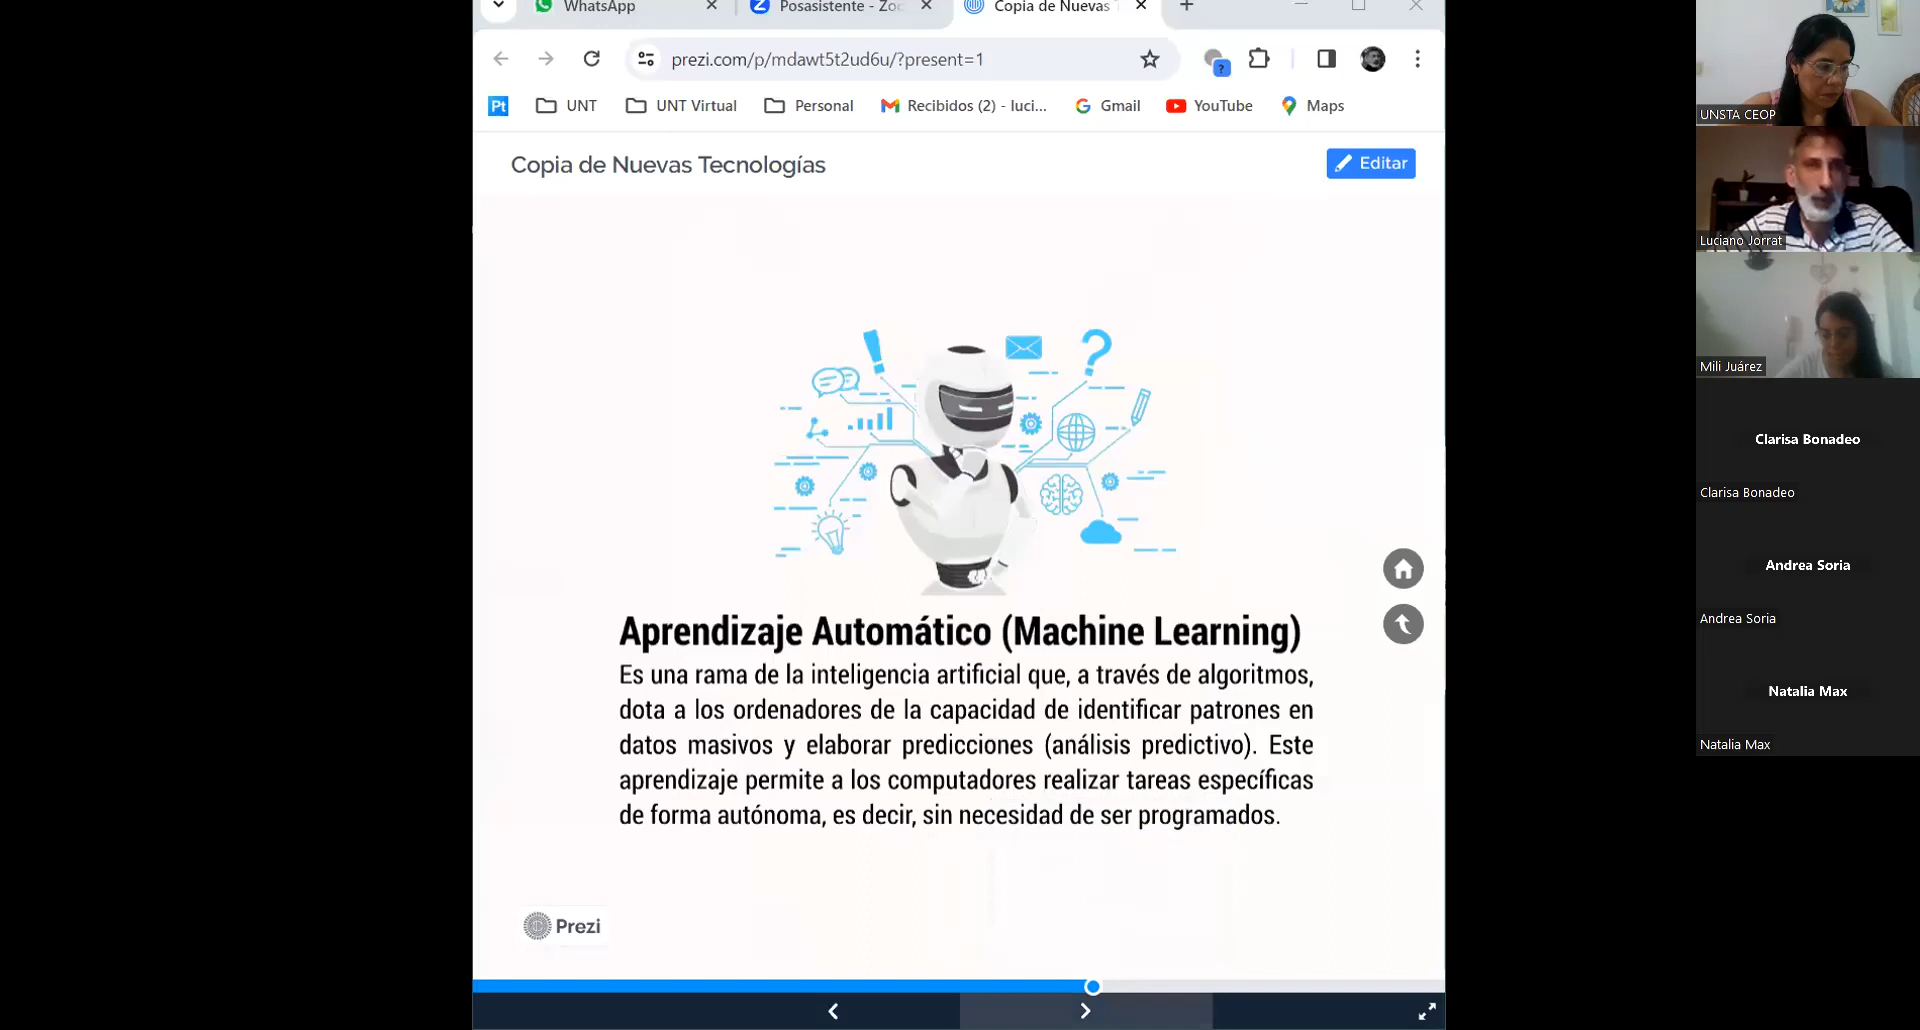 WhatsApp
Posasistente - Zoo
Copia de Nuevas
prezi.com/p/mdawt5t2ud6u/?present=1
Pt
UNT
UNT Virtual
Personal
Recibidos (2) - luci...
Gmail
YouTube
Maps
Copia de Nuevas Tecnologías
Editar
Aprendizaje Automático (Machine Learning)
Es una rama de la inteligencia artificial que, a través de algoritmos,
dota a los ordenadores de la capacidad de identificar patrones en
datos masivos y elaborar predicciones (análisis predictivo). Este
aprendizaje permite a los computadores realizar tareas específicas
de forma autónoma, es decir, sin necesidad de ser programados.
Prezi
UNSTA CEOP
Luciano Jorrat
Mili Juárez
Clarisa Bonadeo
Clarisa Bonadeo
Andrea Soria
Andrea Soria
Natalia Max
Natalia Max